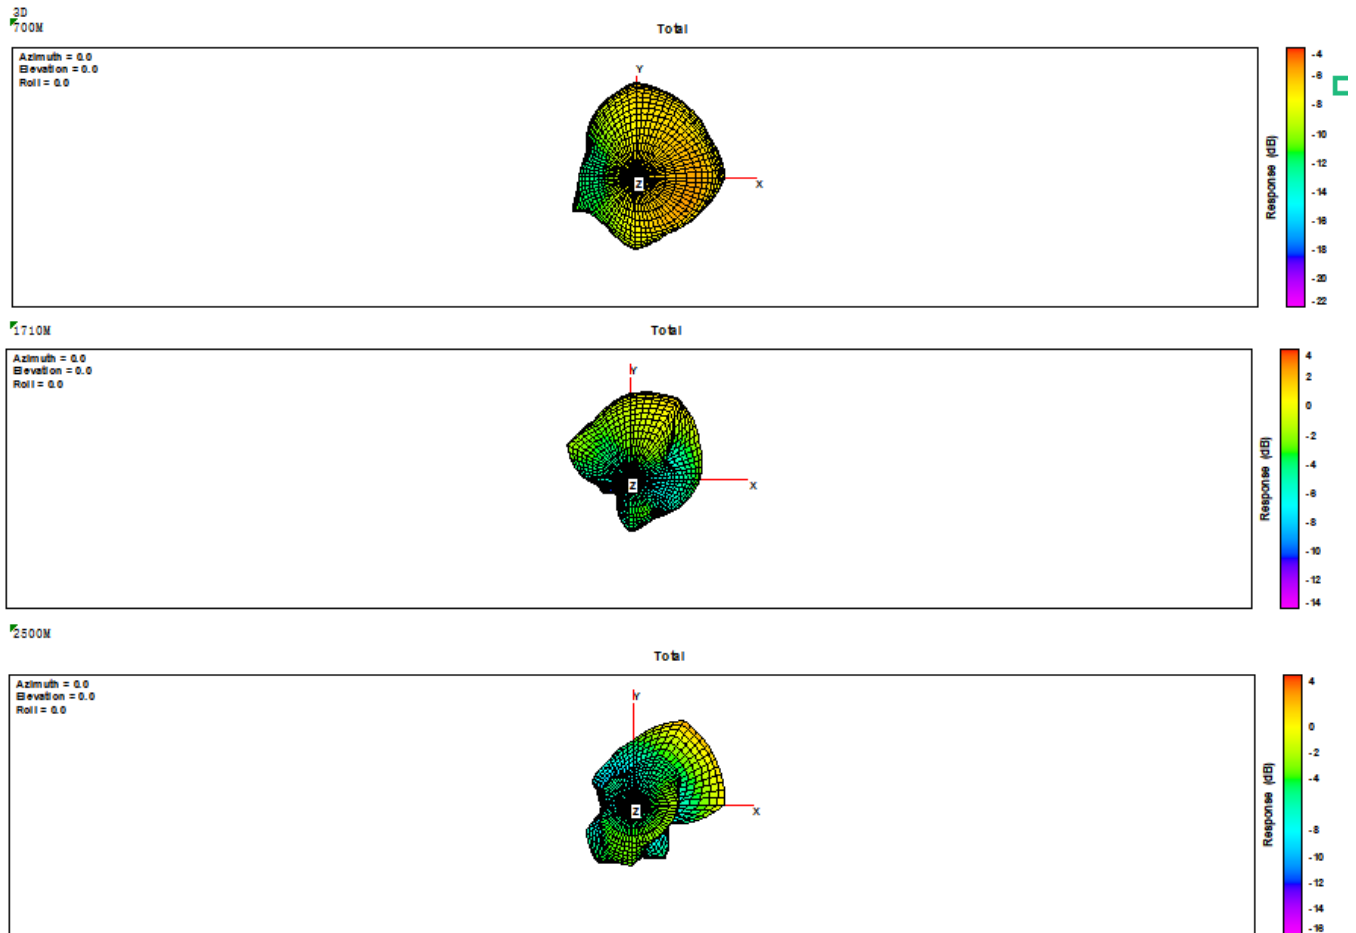 3D
700M
Total
Azimuth = 0.0
Elevation = 0.0
Roll = 0.0
Y
Z
X
Response (dB)
-4
-6
-8
-10
-12
-14
-16
-18
-20
-22
1710M
Total
Azimuth = 0.0
Elevation = 0.0
Roll = 0.0
Y
Z
X
Response (dB)
4
2
0
-2
-4
-6
-8
-10
-12
-14
2500M
Total
Azimuth = 0.0
Elevation = 0.0
Roll = 0.0
Y
Z
X
Response (dB)
4
0
-2
-4
-8
-10
-12
-14
-16